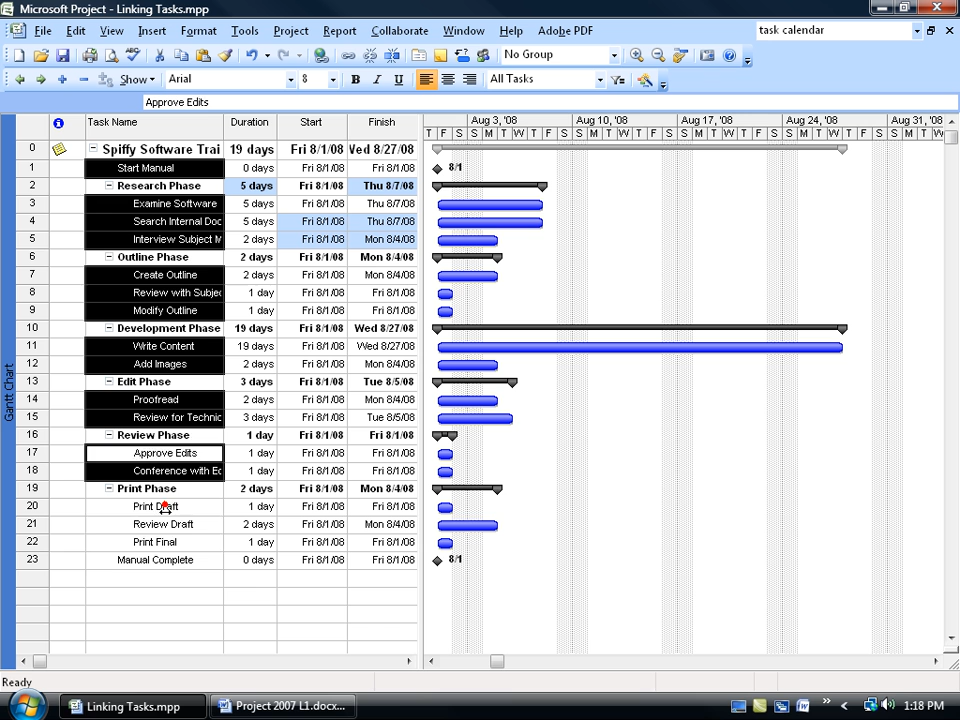 Microsoft Project - Linking Tasks.mpp
File Edit View Insert Format Tools Project Report Collaborate Window Help Adobe PDF task calendar
No Group
Show Arial 8 B I U All Tasks
Approve Edits
Task Name Duration Start Finish Aug 3, '08 Aug 10, '08 Aug 17, '08 Aug 24, '08 Aug 31, '08
T F S S M T W T F S S M T W T F S S M T W T F S S M T W T F S S M T W
0 Spiffy Software Trai 19 days Fri 8/1/08 Wed 8/27/08
1 Start Manual 0 days Fri 8/1/08 Fri 8/1/08 8/1
2 Research Phase 5 days Fri 8/1/08 Thu 8/7/08
3 Examine Software 5 days Fri 8/1/08 Thu 8/7/08
4 Search Internal Doc 5 days Fri 8/1/08 Thu 8/7/08
5 Interview Subject M 2 days Fri 8/1/08 Mon 8/4/08
6 Outline Phase 2 days Fri 8/1/08 Mon 8/4/08
7 Create Outline 2 days Fri 8/1/08 Mon 8/4/08
8 Review with Subjec 1 day Fri 8/1/08 Fri 8/1/08
9 Modify Outline 1 day Fri 8/1/08 Fri 8/1/08
10 Development Phase 19 days Fri 8/1/08 Wed 8/27/08
11 Write Content 19 days Fri 8/1/08 Wed 8/27/08
12 Add Images 2 days Fri 8/1/08 Mon 8/4/08
13 Edit Phase 3 days Fri 8/1/08 Tue 8/5/08
14 Proofread 2 days Fri 8/1/08 Mon 8/4/08
15 Review for Technic 3 days Fri 8/1/08 Tue 8/5/08
16 Review Phase 1 day Fri 8/1/08 Fri 8/1/08
17 Approve Edits 1 day Fri 8/1/08 Fri 8/1/08
18 Conference with Ed 1 day Fri 8/1/08 Fri 8/1/08
19 Print Phase 2 days Fri 8/1/08 Mon 8/4/08
20 Print Draft 1 day Fri 8/1/08 Fri 8/1/08
21 Review Draft 2 days Fri 8/1/08 Mon 8/4/08
22 Print Final 1 day Fri 8/1/08 Fri 8/1/08
23 Manual Complete 0 days Fri 8/1/08 Fri 8/1/08 8/1
Gantt Chart
Ready
Linking Tasks.mpp Project 2007 L1.docx... 1:18 PM